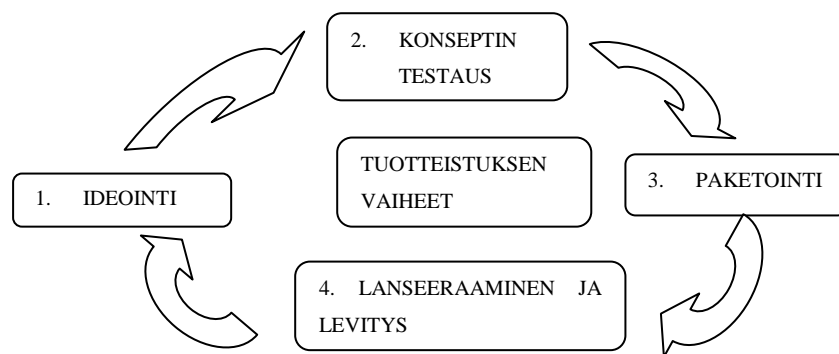 2. KONSEPTIN
TESTAUS
TUOTTEISTUKSEN
VAIHEET
1. IDEOINTI
3. PAKETOINTI
4. LANSEERAAMINEN JA
LEVITYS